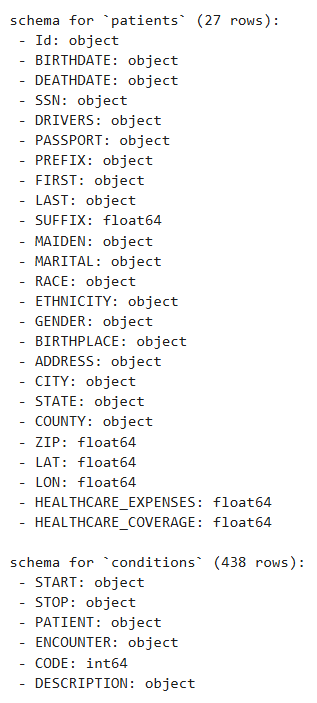 schema for `patients` (27 rows):
- Id: object
- BIRTHDATE: object
- DEATHDATE: object
- SSN: object
- DRIVERS: object
- PASSPORT: object
- PREFIX: object
- FIRST: object
- LAST: object
- SUFFIX: float64
- MAIDEN: object
- MARITAL: object
- RACE: object
- ETHNICITY: object
- GENDER: object
- BIRTHPLACE: object
- ADDRESS: object
- CITY: object
- STATE: object
- COUNTY: object
- ZIP: float64
- LAT: float64
- LON: float64
- HEALTHCARE_EXPENSES: float64
- HEALTHCARE_COVERAGE: float64
schema for `conditions` (438 rows):
- START: object
- STOP: object
- PATIENT: object
- ENCOUNTER: object
- CODE: int64
- DESCRIPTION: object